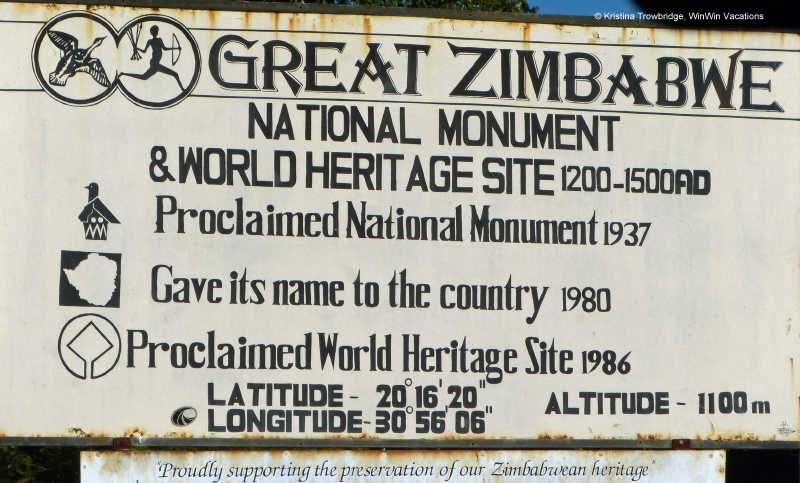 © Kristina Trowbridge, WinWin Vacations
GREAT ZIMBABWE
NATIONAL MONUMENT
& WORLD HERITAGE SITE 1200-1500AD
Proclaimed National Monument 1937
Gave its name to the country 1980
Proclaimed World Heritage Site 1986
LATITUDE - 20°16'20"
ALTITUDE - 1100m
LONGITUDE - 30°56'06"
"Proudly supporting the preservation of our Zimbabwean heritage"